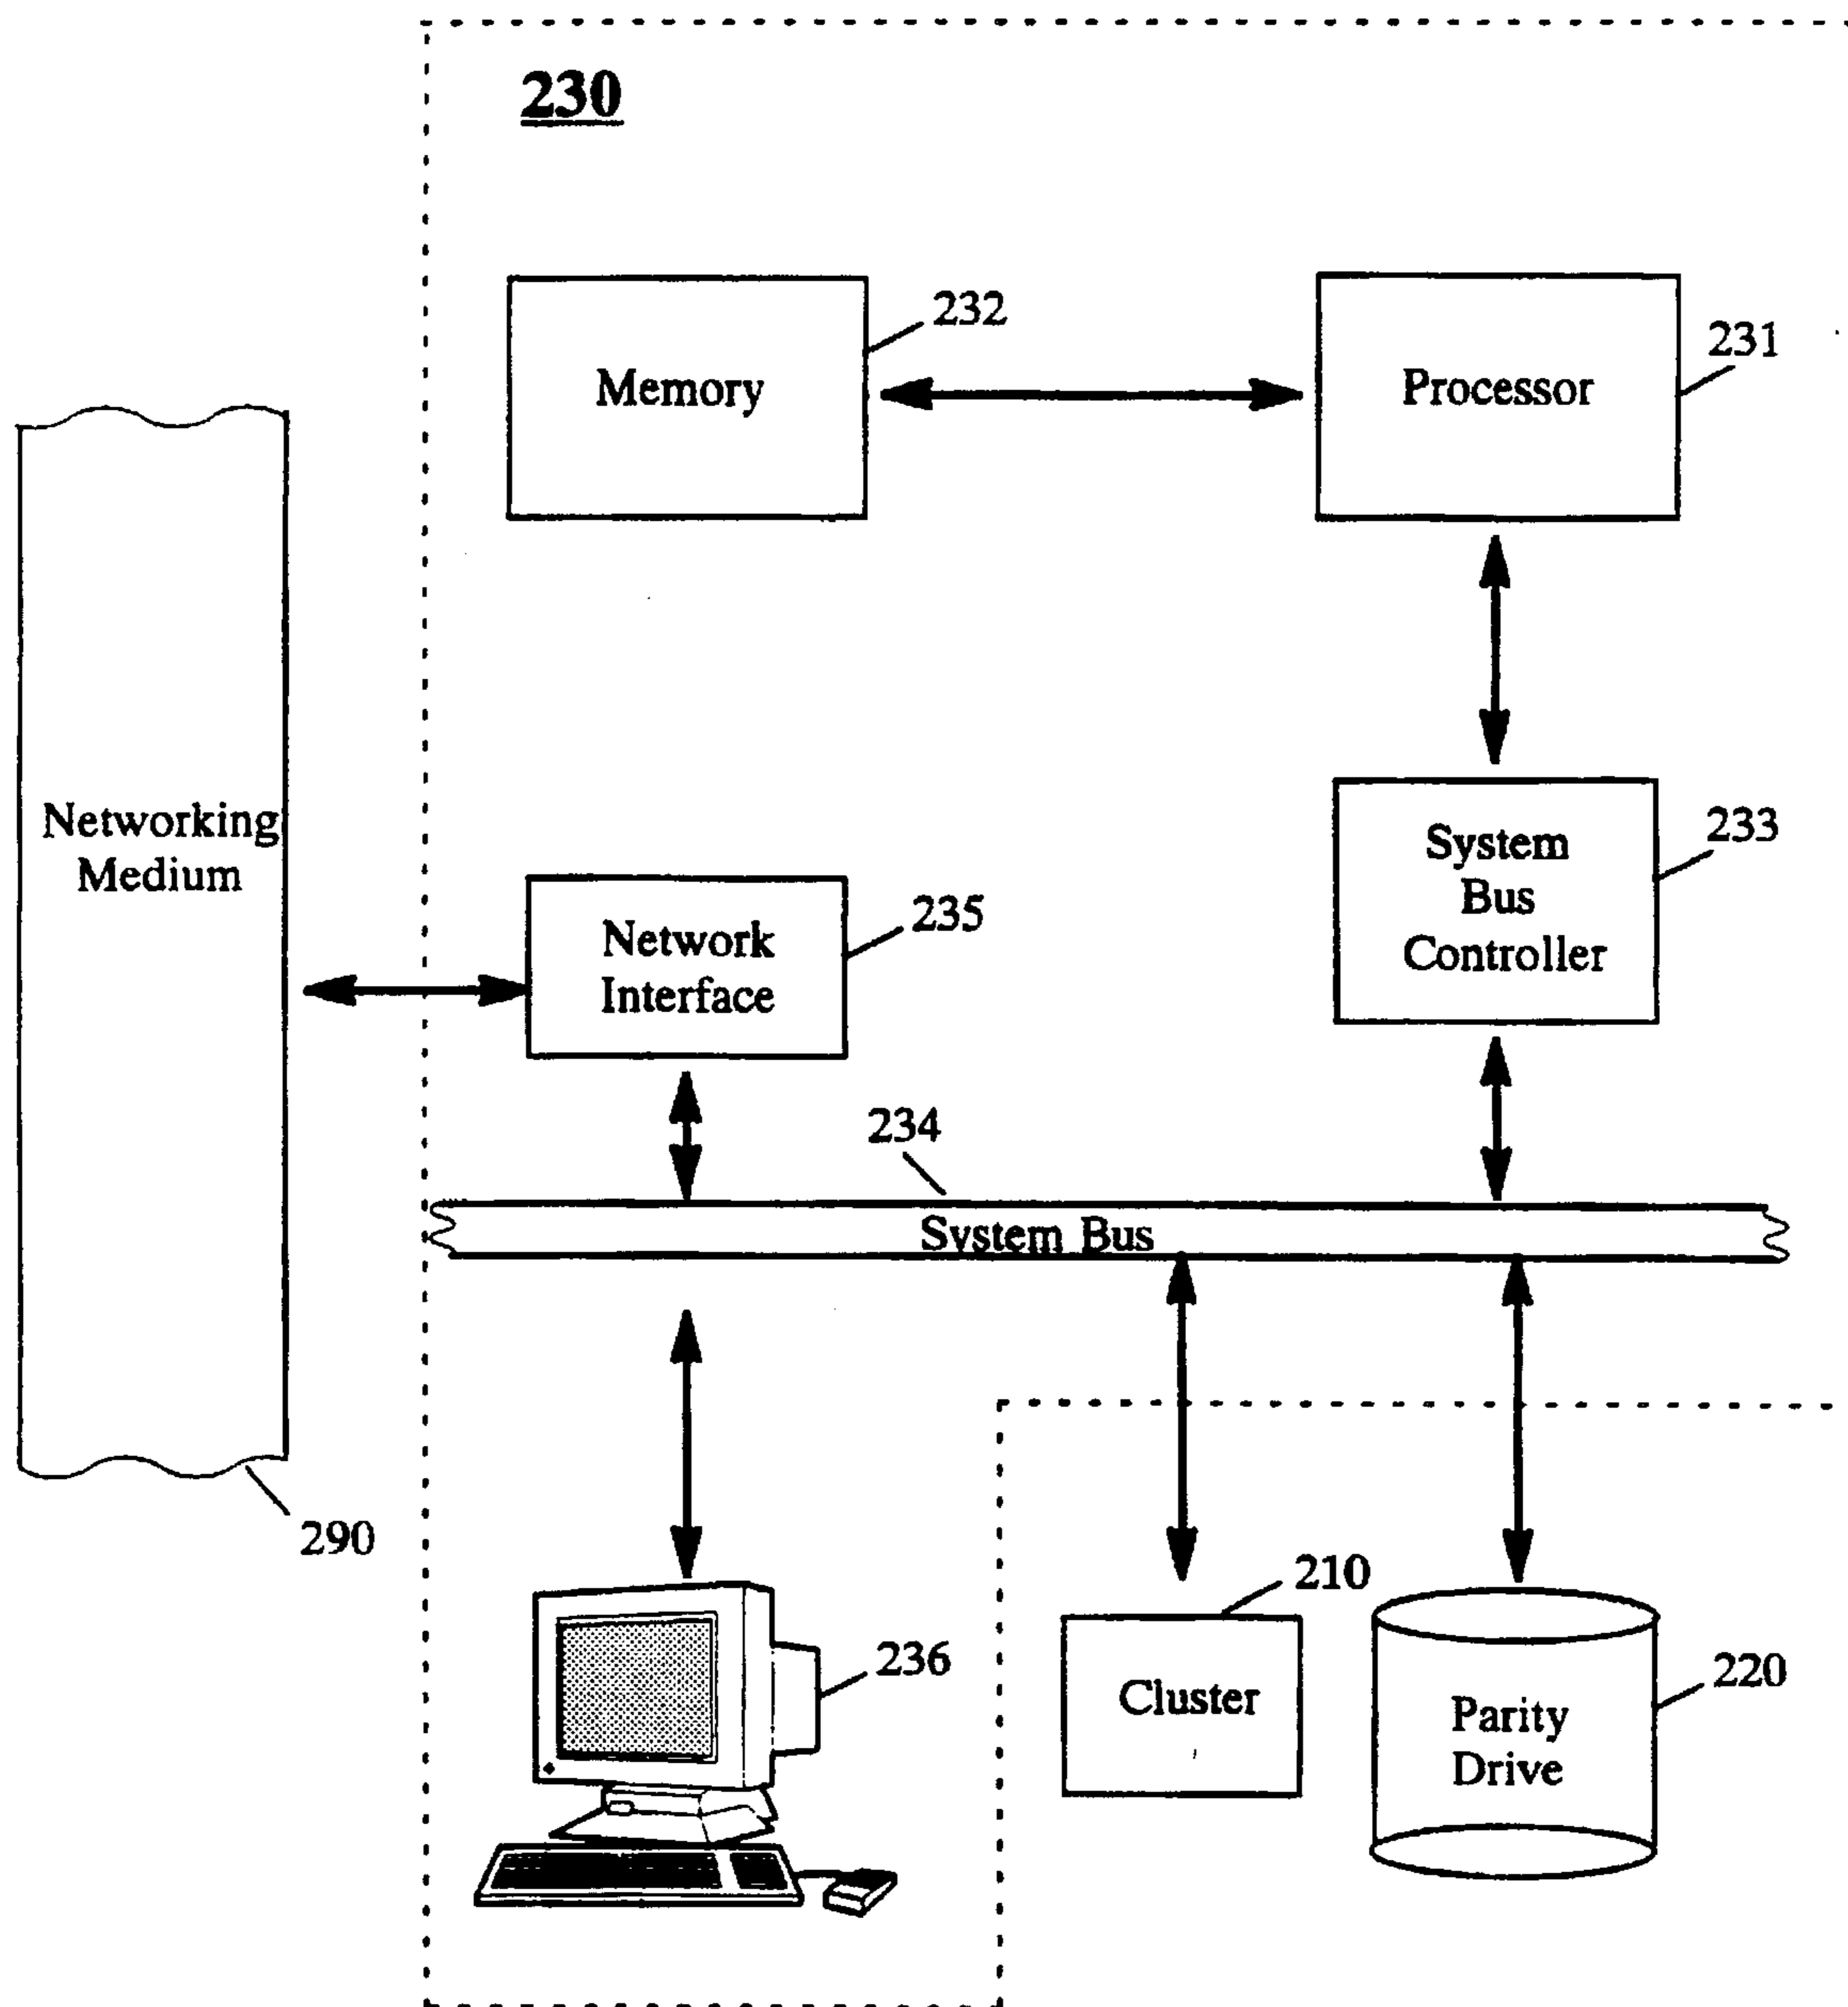 230
Memory
232
Processor
231
Networking
Medium
290
System
Bus
Controller
233
Network
Interface
235
234
System Bus
236
210
Cluster
220
Parity
Drive